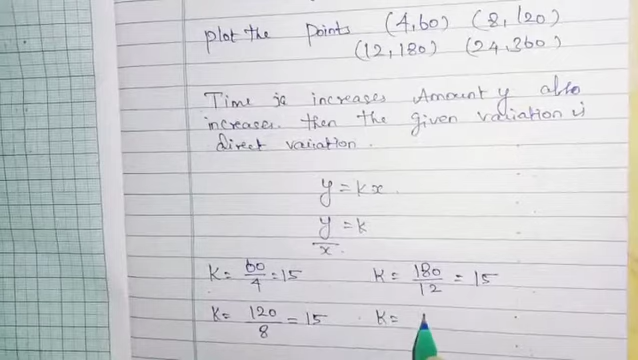 plot the points (4,60) (8,120)
(12,180) (24,360)
Time x increases Amount y also
increases. then the given variation is
direct variation.
y = kx.
y/x = k
K = 60/4 = 15 K = 180/12 = 15
K = 120/8 = 15 K =